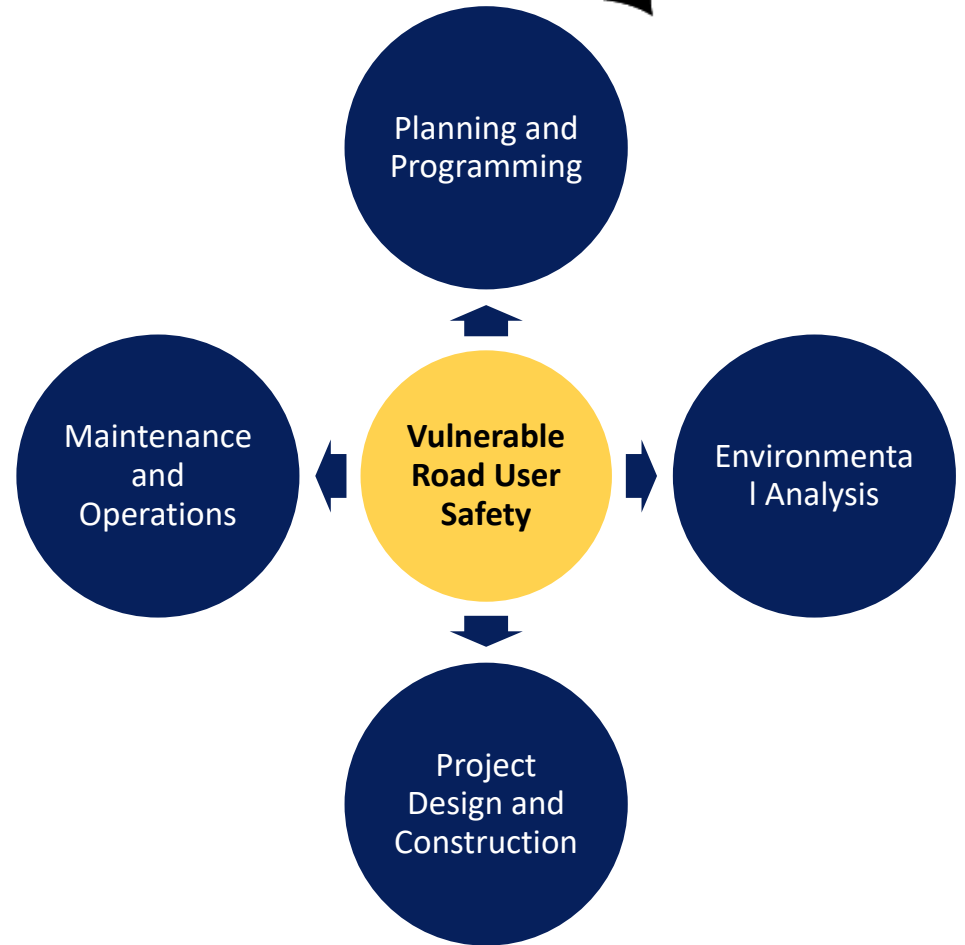 Planning and
Programming
Maintenance
and
Operations
Vulnerable
Road User
Safety
Environmenta
l Analysis
Project
Design and
Construction